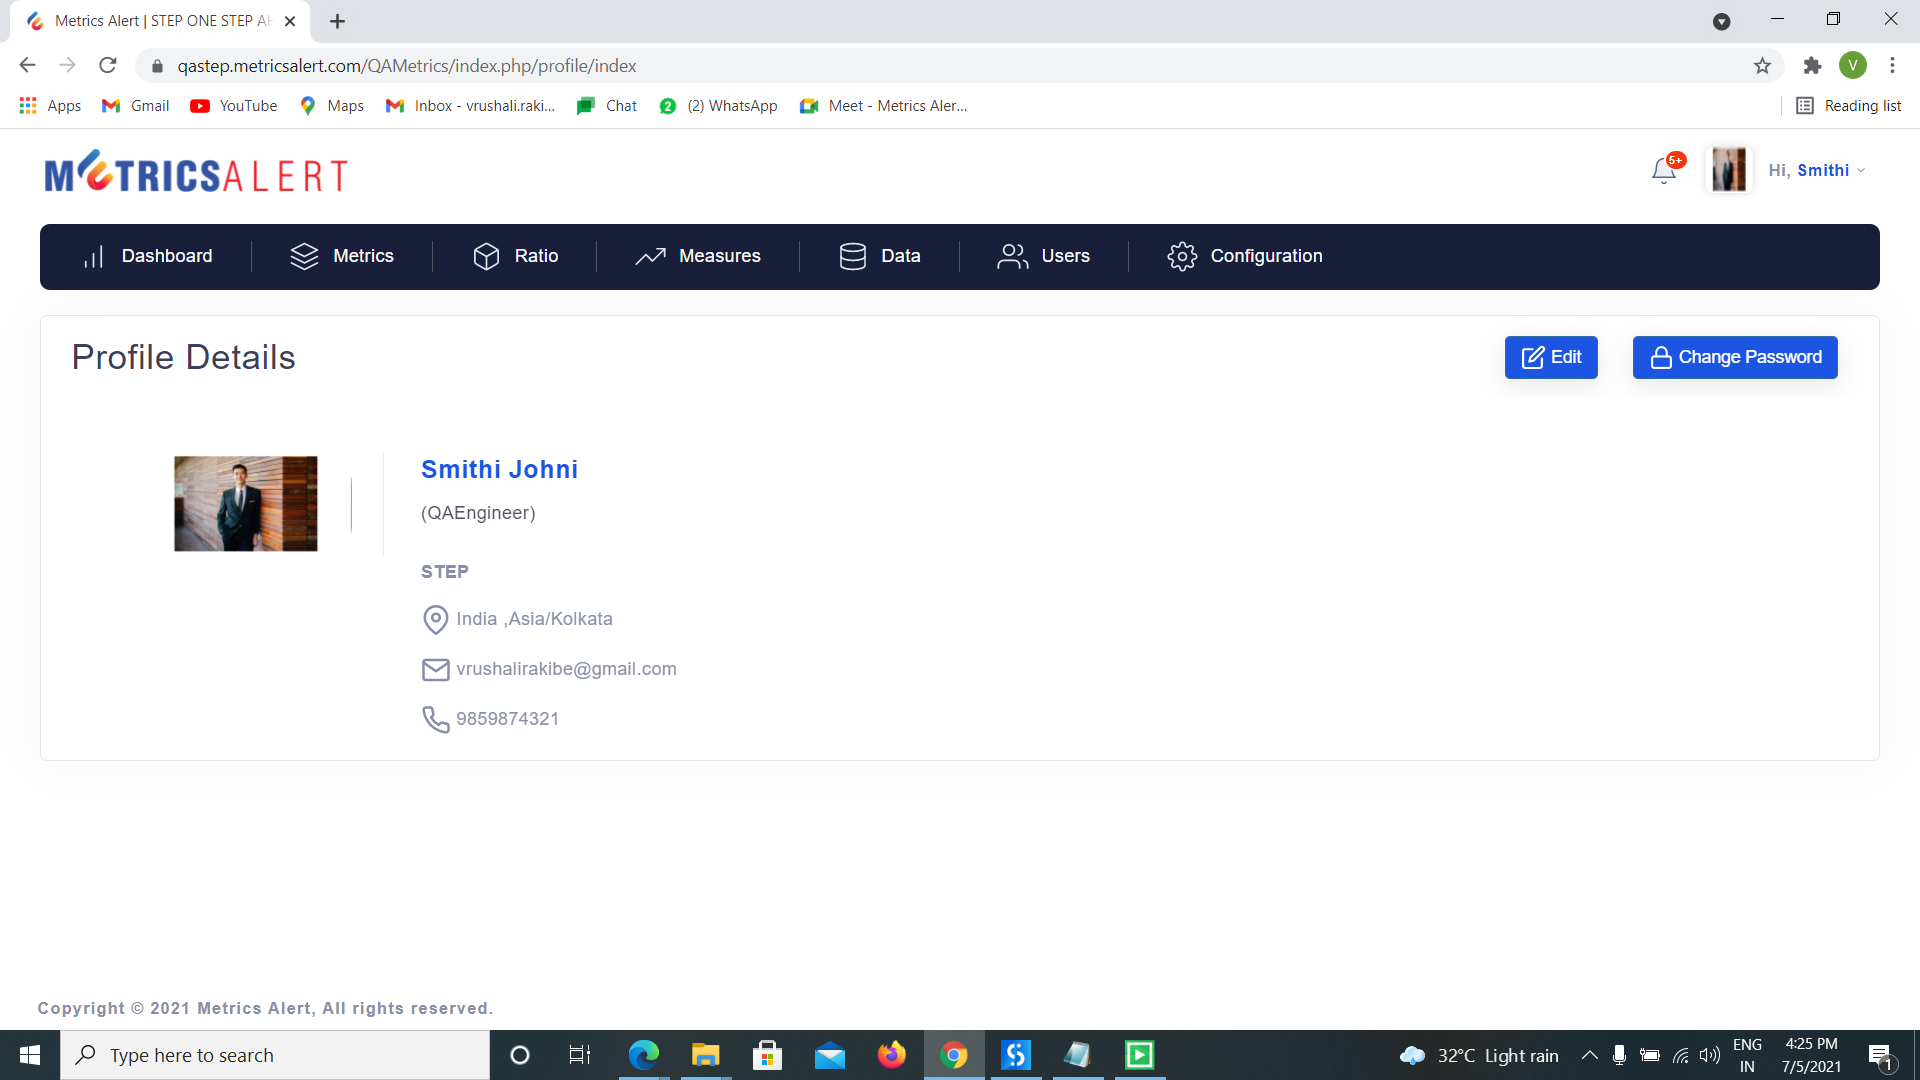 Metrics Alert | STEP ONE STEP AH
qastep.metricsalert.com/QAMetrics/index.php/profile/index
V
Apps
Gmail
YouTube
Maps
Inbox - vrushali.raki...
Chat
2
(2) WhatsApp
Meet - Metrics Aler...
Reading list
METRICSALERT
5+
Hi, Smithi
Dashboard
Metrics
Ratio
Measures
Data
Users
Configuration
Profile Details
Edit
Change Password
Smithi Johni
(QAEngineer)
STEP
India ,Asia/Kolkata
vrushalirakibe@gmail.com
9859874321
Copyright © 2021 Metrics Alert, All rights reserved.
Type here to search
32°C Light rain
ENG
IN
4:25 PM
7/5/2021
1